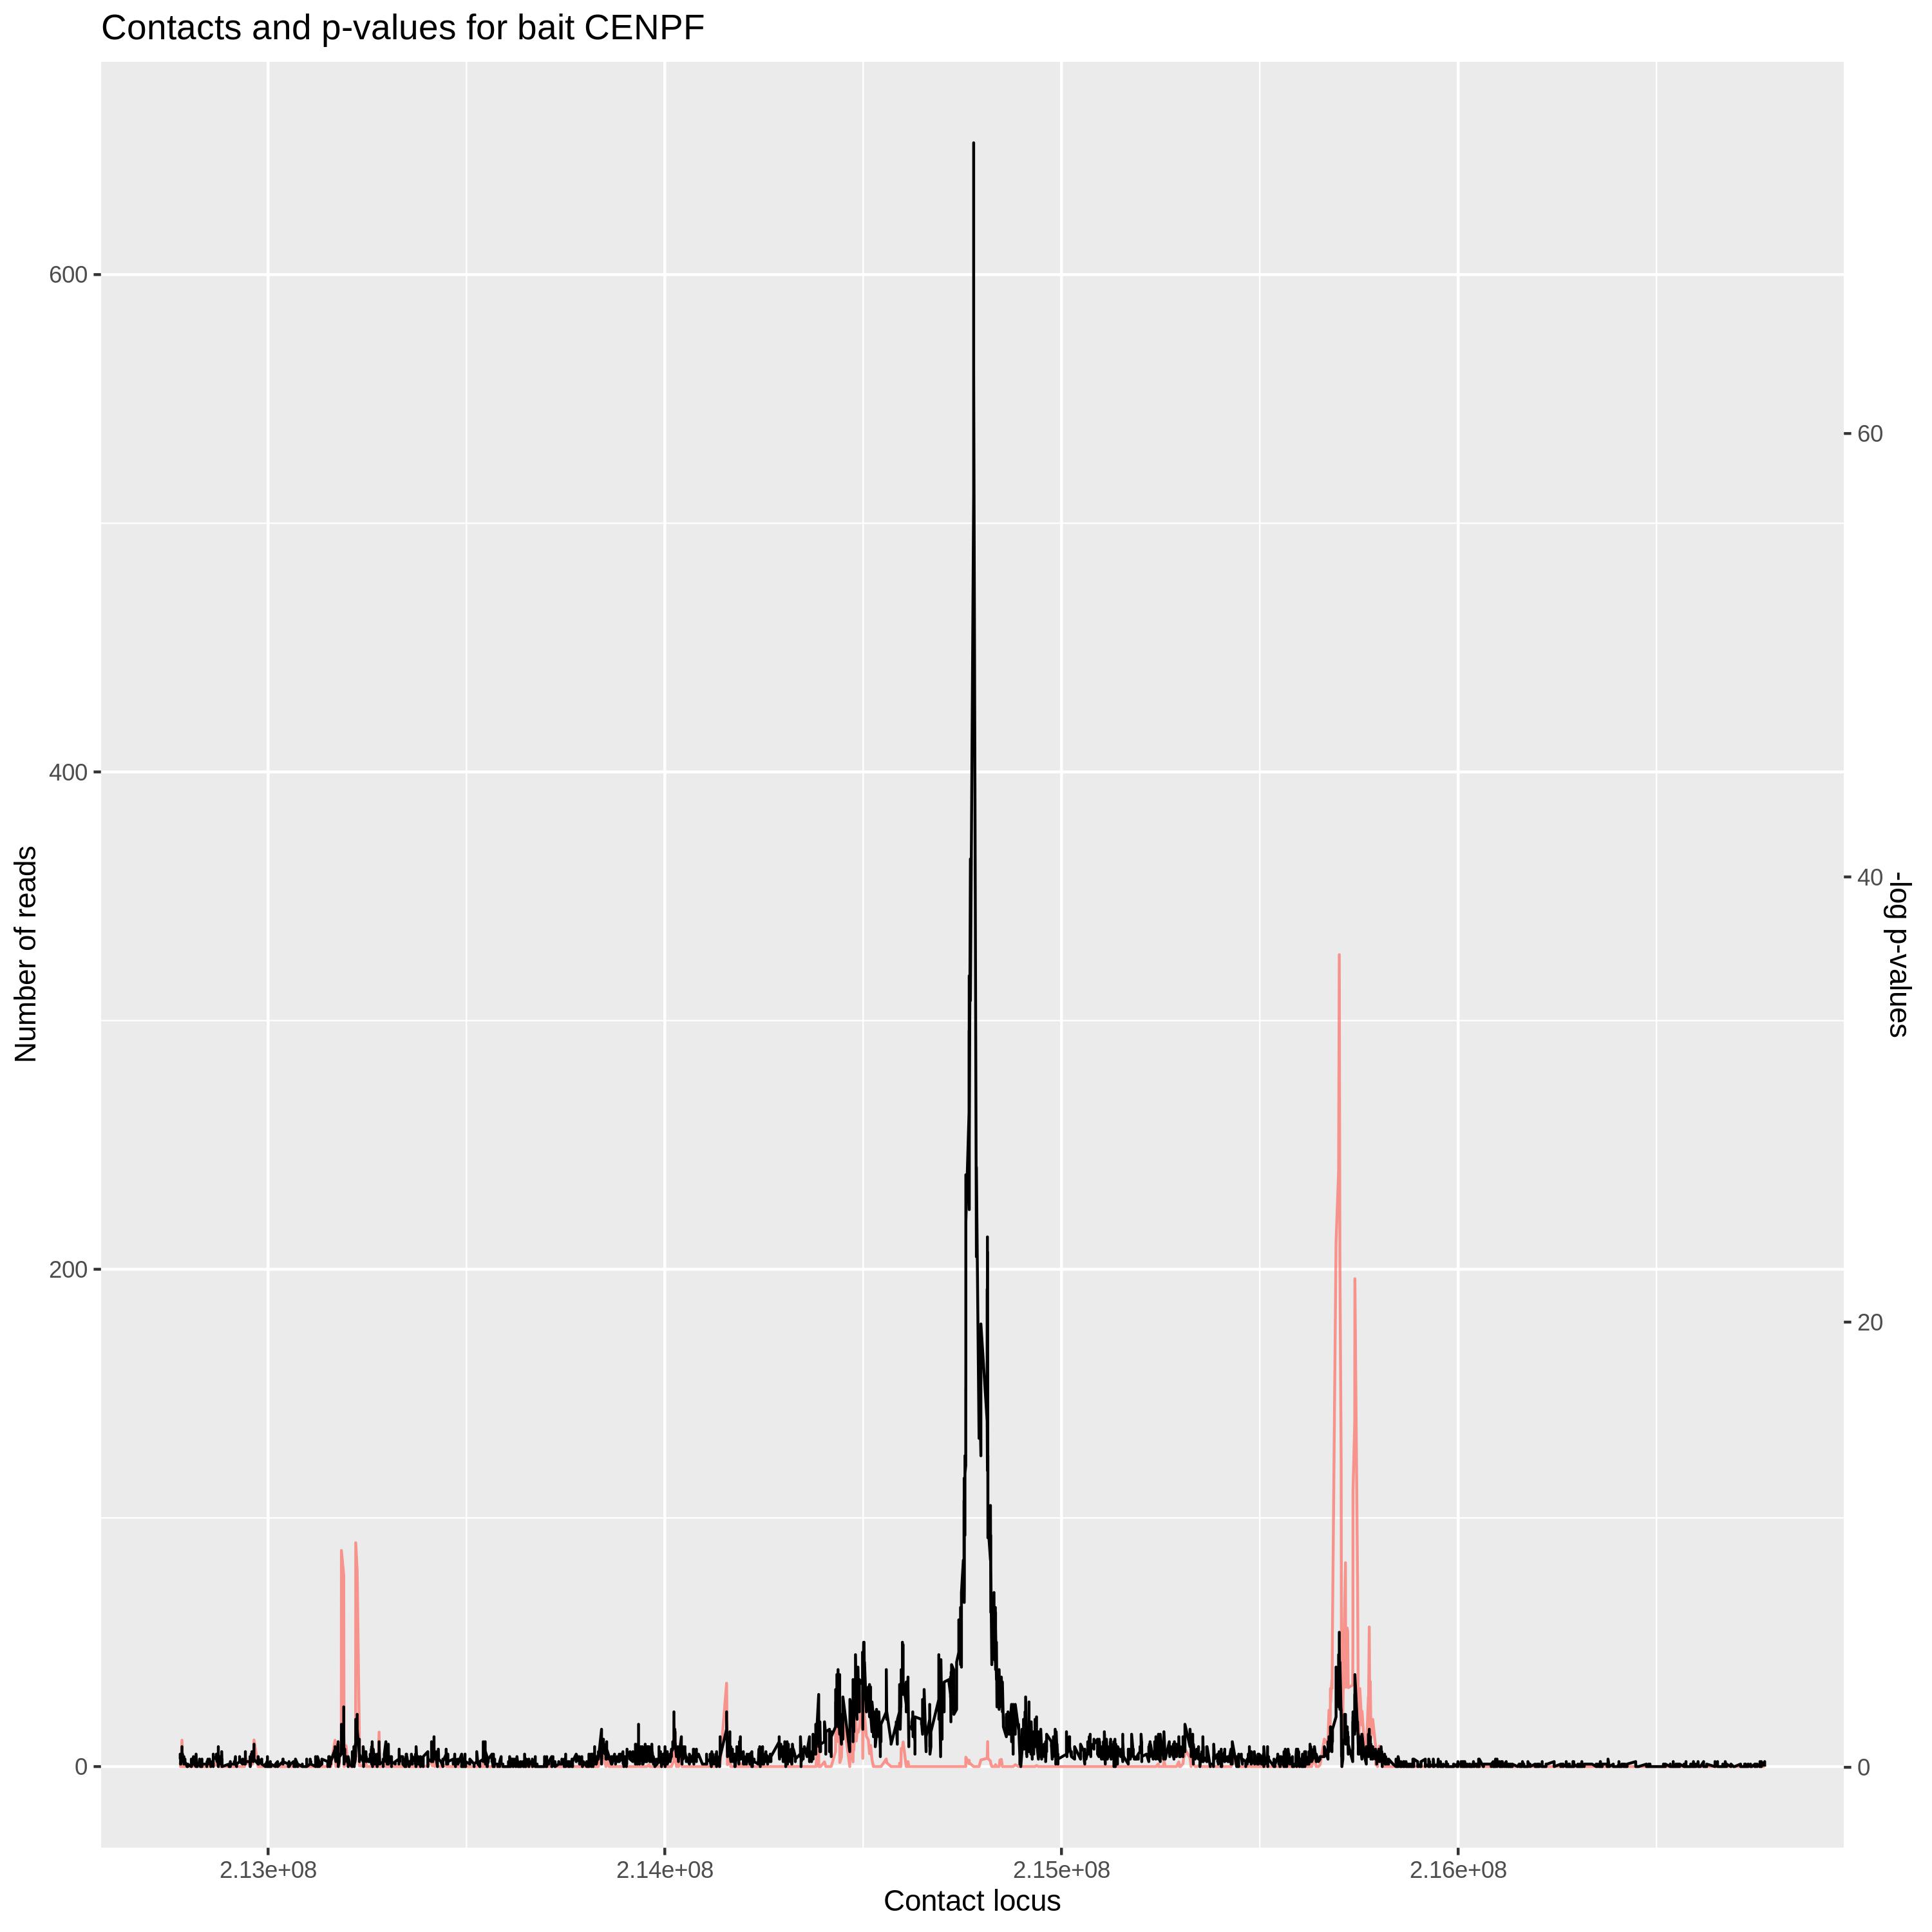 Contacts and p-values for bait CENPF
Number of reads
600
400
200
0
60
40
20
0
-log p-values
2.13e+08
2.14e+08
2.15e+08
2.16e+08
Contact locus